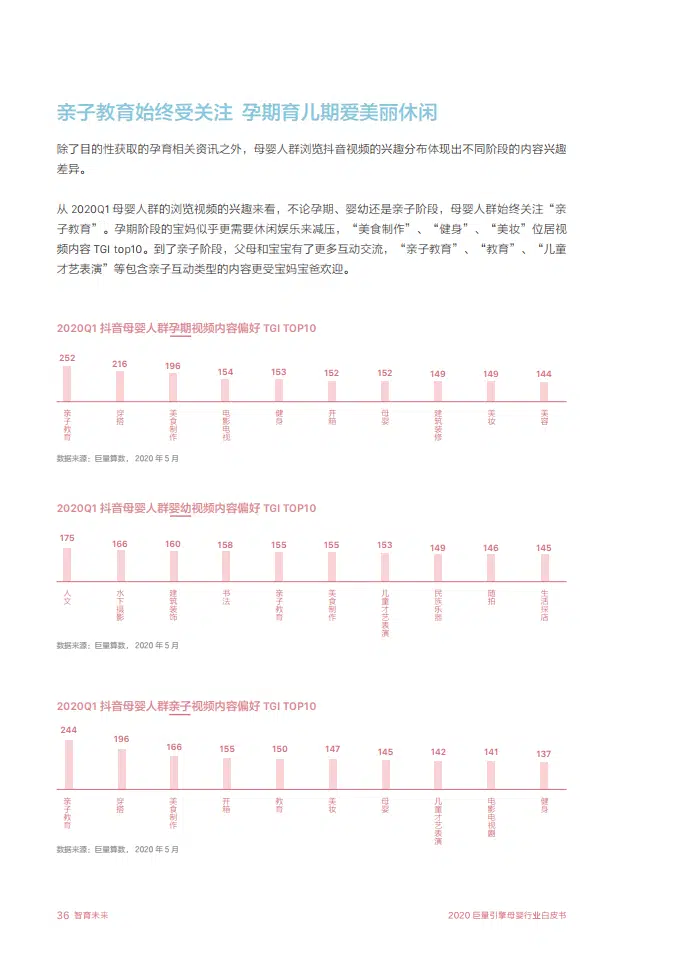 亲子教育始终受关注 孕期育儿期爱美丽休闲
除了目的性获取的孕育相关资讯之外，母婴人群浏览抖音视频的兴趣分布体现出不同阶段的内容兴趣
差异。
从 2020Q1 母婴人群的浏览视频的兴趣来看，不论孕期、婴幼还是亲子阶段，母婴人群始终关注“亲
子教育”。孕期阶段的宝妈似乎更需要休闲娱乐来减压，“美食制作”、“健身”、“美妆”位居视
频内容 TGI top10。到了亲子阶段，父母和宝宝有了更多互动交流，“亲子教育”、“教育”、“儿童
才艺表演”等包含亲子互动类型的内容更受宝妈宝爸欢迎。
2020Q1 抖音母婴人群孕期视频内容偏好 TGI TOP10
252 216 196 154 153 152 152 149 149 144
亲子教育 穿搭 美食制作 电影电视 健身 开箱 母婴 建筑装修 美妆 美容
数据来源：巨量算数，2020 年 5 月
2020Q1 抖音母婴人群婴幼视频内容偏好 TGI TOP10
175 166 160 158 155 155 153 149 146 145
人文 水下摄影 建筑装饰 书法 亲子教育 美食制作 儿童才艺表演 民族乐器 随拍 生活探店
数据来源：巨量算数，2020 年 5 月
2020Q1 抖音母婴人群亲子视频内容偏好 TGI TOP10
244 196 166 155 150 147 145 142 141 137
亲子教育 穿搭 美食制作 开箱 教育 美妆 母婴 儿童才艺表演 电影电视剧 健身
数据来源：巨量算数，2020 年 5 月
36 智育未来
2020 巨量引擎母婴行业白皮书